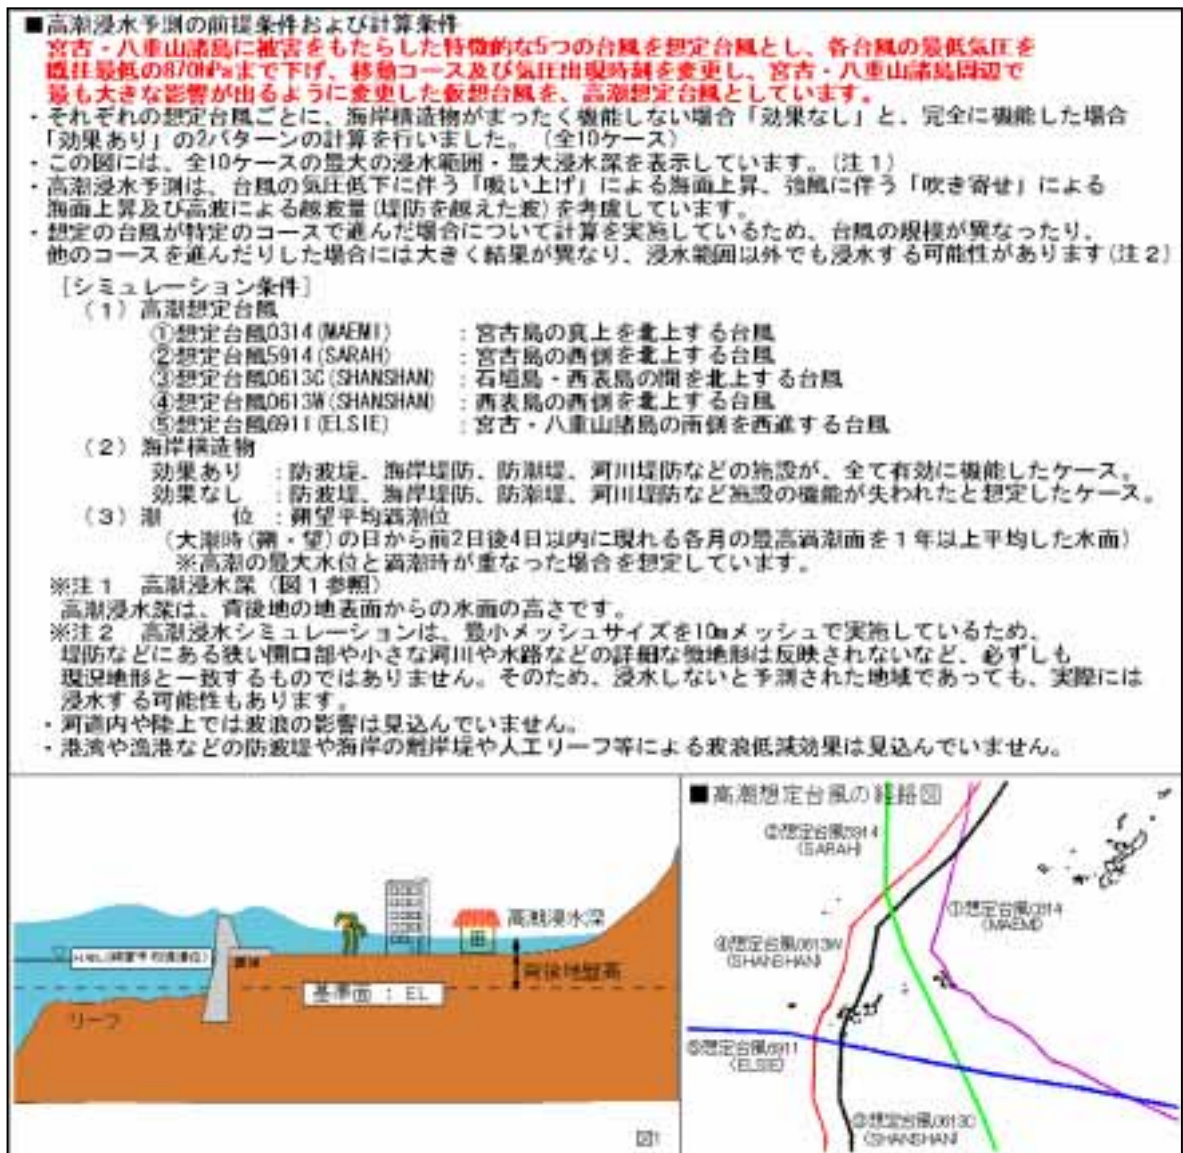 ■高潮浸水予測の前提条件および計算条件
宮古・八重山諸島に被害をもたらした特徴的な5つの台風を想定台風とし、各台風の最低気圧を
既往最低の870hPaまで下げ、移動コース及び気圧出現時刻を変更し、宮古・八重山諸島周辺で
最も大きな影響が出るように変更した仮想台風を、高潮想定台風としています。
・それぞれの想定台風ごとに、海岸構造物がまったく機能しない場合「効果なし」と、完全に機能した場合
「効果あり」の2パターンの計算を行いました。（全10ケース）
・この図には、全10ケースの最大の浸水範囲・最大浸水深を表示しています。(注１)
・高潮浸水予測は、台風の気圧低下に伴う「吸い上げ」による海面上昇、強風に伴う「吹き寄せ」による
海面上昇及び高波による越波量(堤防を越えた波)を考慮しています。
・想定の台風が特定のコースで進んだ場合について計算を実施しているため、台風の規模が異なったり、
他のコースを進んだりした場合には大きく結果が異なり、浸水範囲以外でも浸水する可能性があります(注２)
［シミュレーション条件］
（１）高潮想定台風
①想定台風0314(MAEMI)　：宮古島の真上を北上する台風
②想定台風5914(SARAH)　：宮古島の西側を北上する台風
③想定台風0613C(SHANSHAN)　：石垣島・西表島の間を北上する台風
④想定台風0613W(SHANSHAN)　：西表島の西側を北上する台風
⑤想定台風6911(ELSIE)　：宮古・八重山諸島の南側を西進する台風
（２）海岸構造物
効果あり　：防波堤、海岸堤防、防潮堤、河川堤防などの施設が、全て有効に機能したケース。
効果なし　：防波堤、海岸堤防、防潮堤、河川堤防など施設の機能が失われたと想定したケース。
（３）潮　　位　：朔望平均満潮位
（大潮時(朔・望)の日から前2日後4日以内に現れる各月の最高満潮面を１年以上平均した水面）
※高潮の最大水位と満潮時が重なった場合を想定しています。
※注１　高潮浸水深（図１参照）
高潮浸水深は、背後地の地表面からの水面の高さです。
※注２　高潮浸水シミュレーションは、最小メッシュサイズを10mメッシュで実施しているため、
堤防などにある狭い開口部や小さな河川や水路などの詳細な微地形は反映されないなど、必ずしも
現況地形と一致するものではありません。そのため、浸水しないと予測された地域であっても、実際には
浸水する可能性もあります。
・河道内や陸上では波浪の影響は見込んでいません。
・港湾や漁港などの防波堤や海岸の離岸堤や人工リーフ等による波浪低減効果は見込んでいません。
高潮浸水深
H.W.L(朔望平均満潮位)
背後地盤高
基準面 : EL
リーフ
図1
■高潮想定台風の経路図
②想定台風5914
(SARAH)
①想定台風0314
(MAEMI)
④想定台風0613W
(SHANSHAN)
⑤想定台風6911
(ELSIE)
③想定台風0613C
(SHANSHAN)